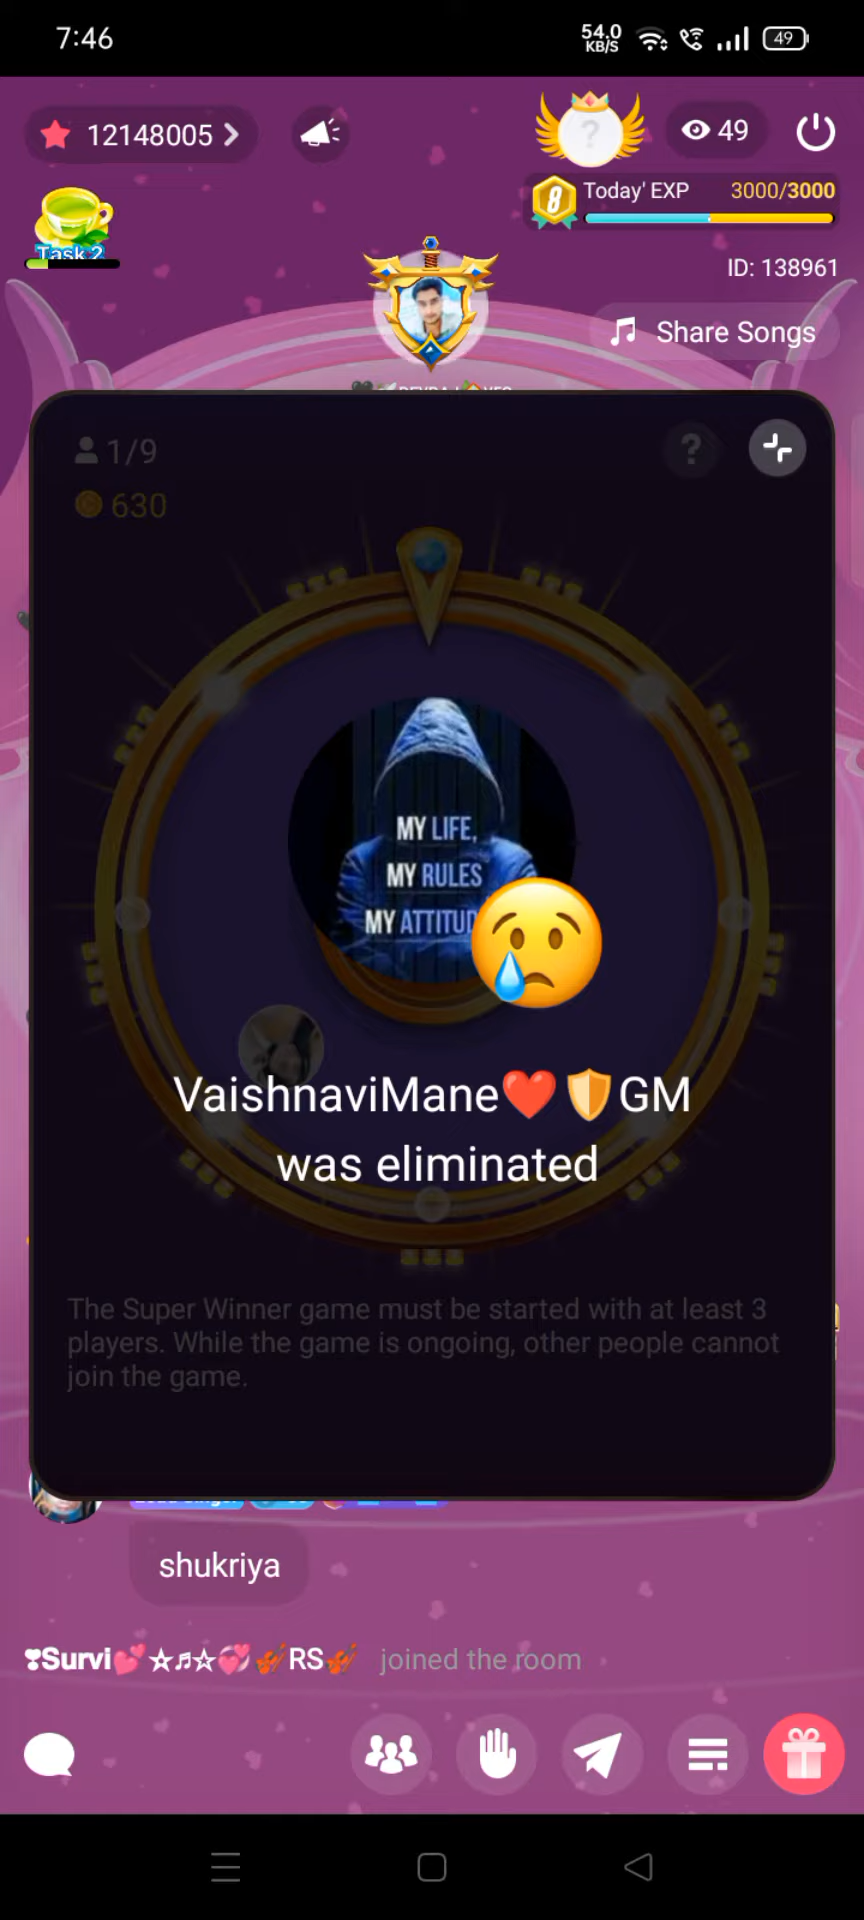 7:46
54.0
KB/S
49
12148005
49
?
8
Today' EXP 3000/3000
Task 2
ID: 138961
Share Songs
1/9
?
630
MY LIFE,
MY RULES
MY ATTITUD
VaishnaviMane❤️🛡️GM
was eliminated
The Super Winner game must be started with at least 3
players. While the game is ongoing, other people cannot
join the game.
shukriya
❣Survi💕☆♬☆💞🎻RS🎻 joined the room